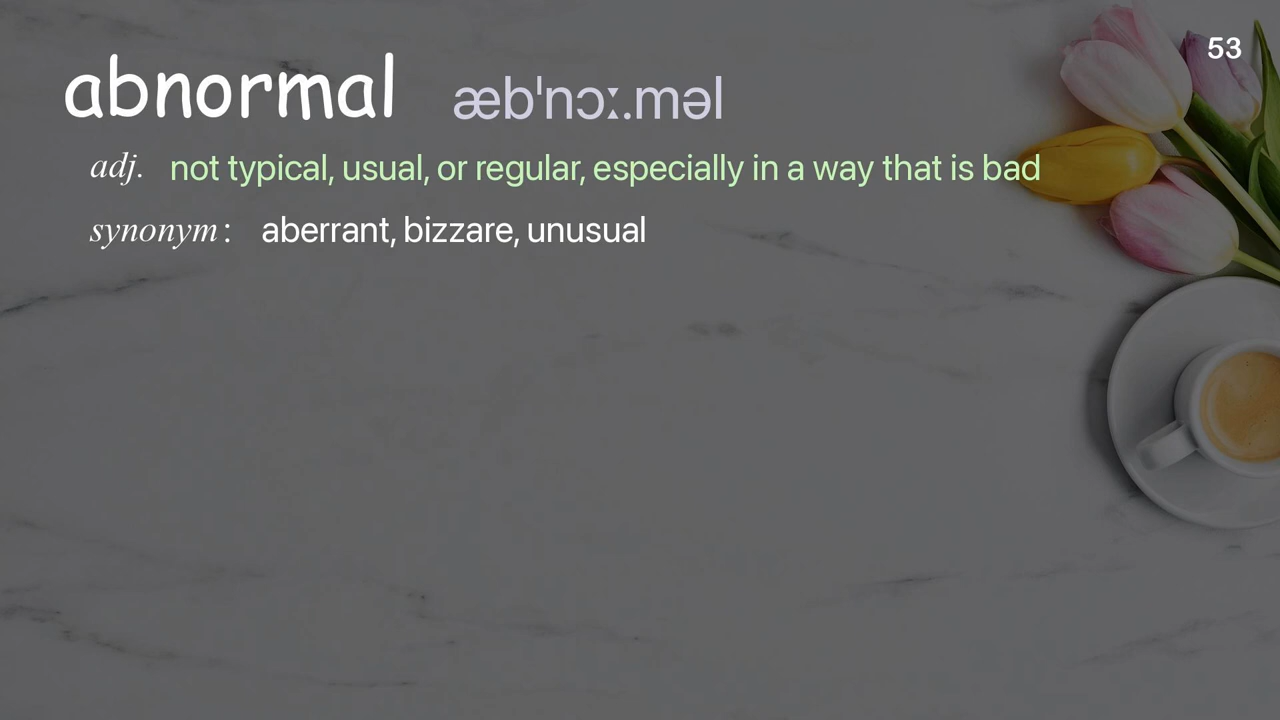 53
abnormal æbˈnɔː.məl
adj. not typical, usual, or regular, especially in a way that is bad
synonym : aberrant, bizzare, unusual